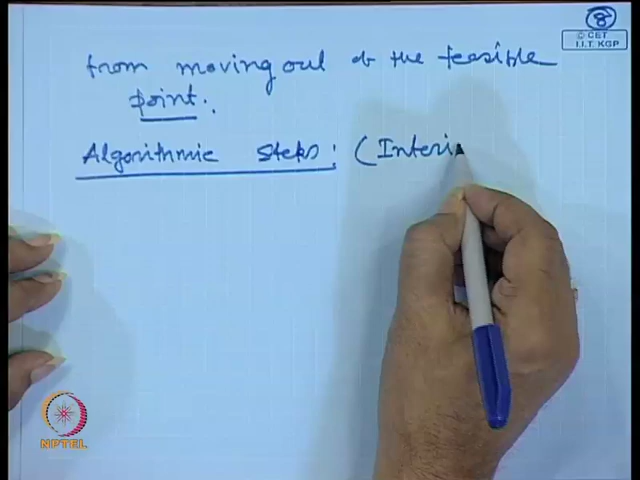 8
© CET
I.I.T. KGP
from moving out of the feasible
point.
Algorithmic steps: (Interi
NPTEL